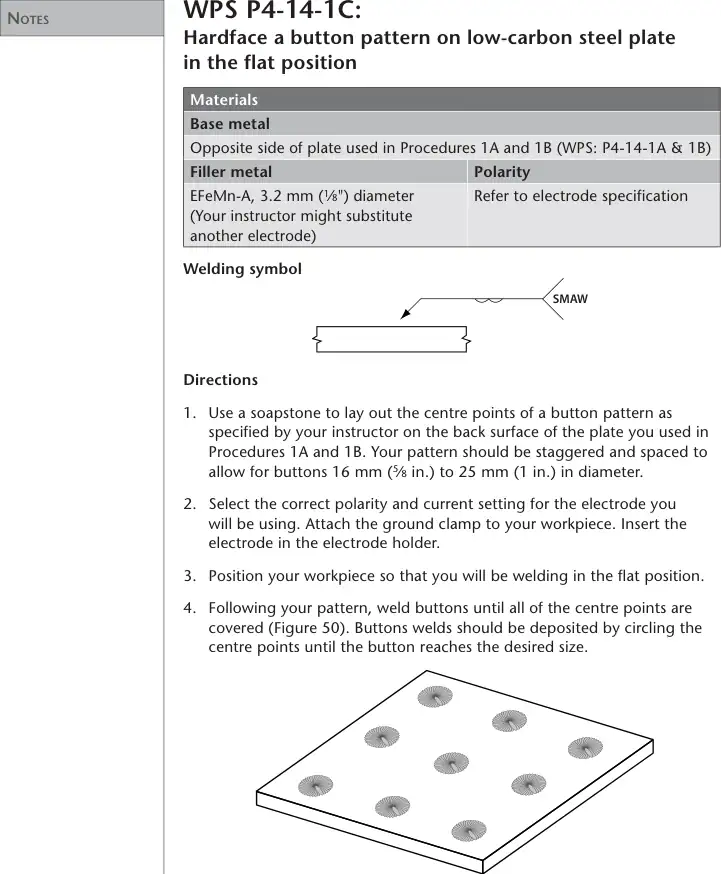 NOTES
WPS P4-14-1C:
Hardface a button pattern on low-carbon steel plate
in the flat position
Materials
Base metal
Opposite side of plate used in Procedures 1A and 1B (WPS: P4-14-1A & 1B)
Filler metal
Polarity
EFeMn-A, 3.2 mm (⅛") diameter
(Your instructor might substitute
another electrode)
Refer to electrode specification
Welding symbol
SMAW
Directions
1. Use a soapstone to lay out the centre points of a button pattern as
specified by your instructor on the back surface of the plate you used in
Procedures 1A and 1B. Your pattern should be staggered and spaced to
allow for buttons 16 mm (⅝ in.) to 25 mm (1 in.) in diameter.
2. Select the correct polarity and current setting for the electrode you
will be using. Attach the ground clamp to your workpiece. Insert the
electrode in the electrode holder.
3. Position your workpiece so that you will be welding in the flat position.
4. Following your pattern, weld buttons until all of the centre points are
covered (Figure 50). Buttons welds should be deposited by circling the
centre points until the button reaches the desired size.